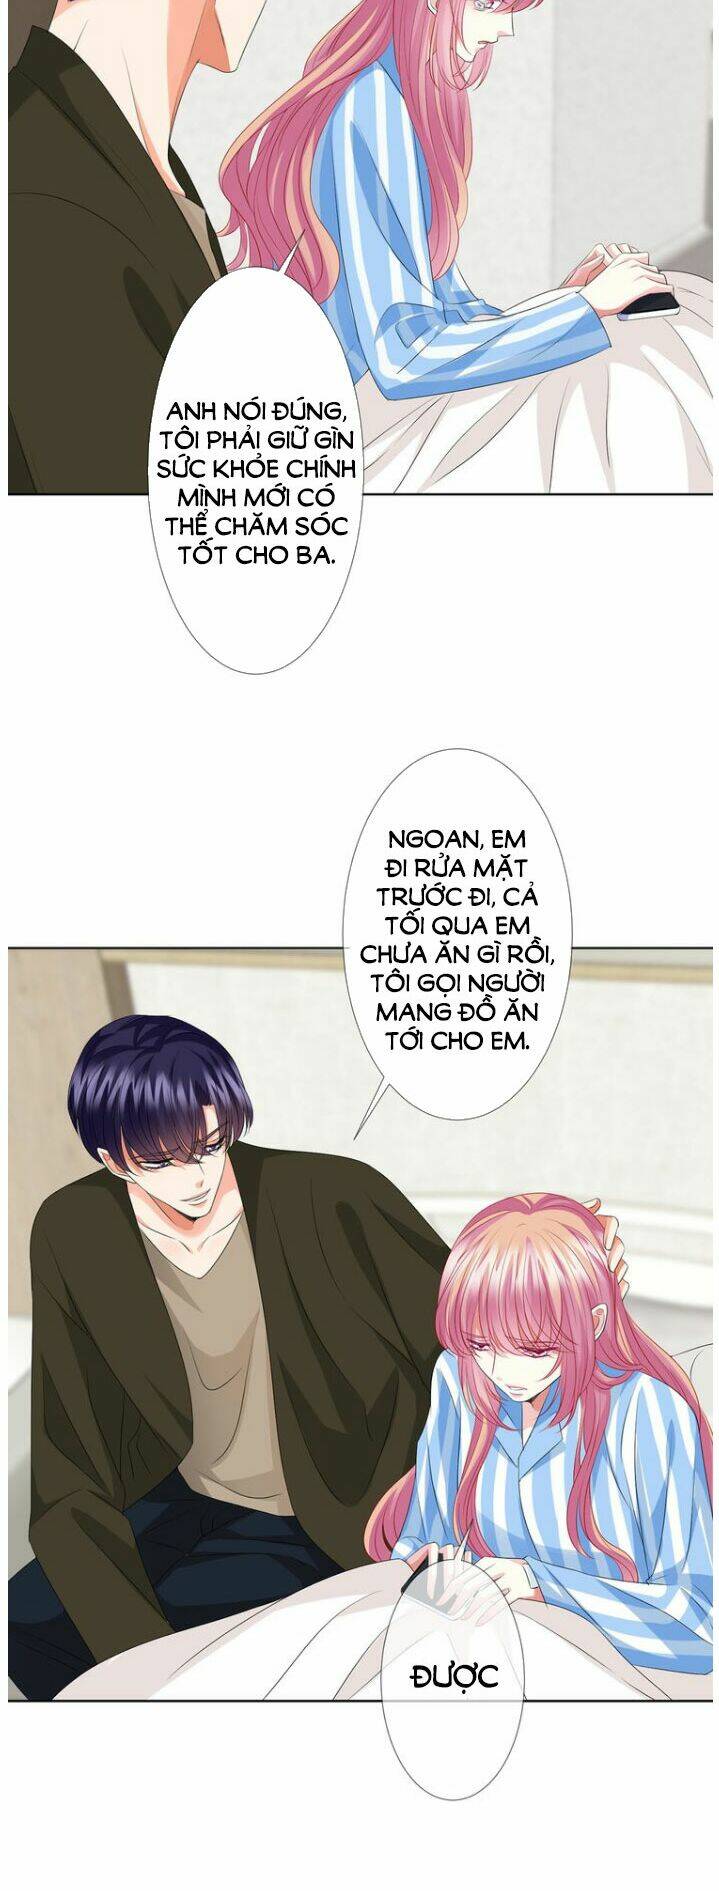 ANH NÓI ĐÚNG,
TÔI PHẢI GIỮ GÌN
SỨC KHỎE CHÍNH
MÌNH MỚI CÓ
THỂ CHĂM SÓC
TỐT CHO BA.
NGOAN, EM
ĐI RỬA MẶT
TRƯỚC ĐI, CẢ
TỐI QUA EM
CHƯA ĂN GÌ RỒI,
TÔI GỌI NGƯỜI
MANG ĐỒ ĂN
TỚI CHO EM.
ĐƯỢC